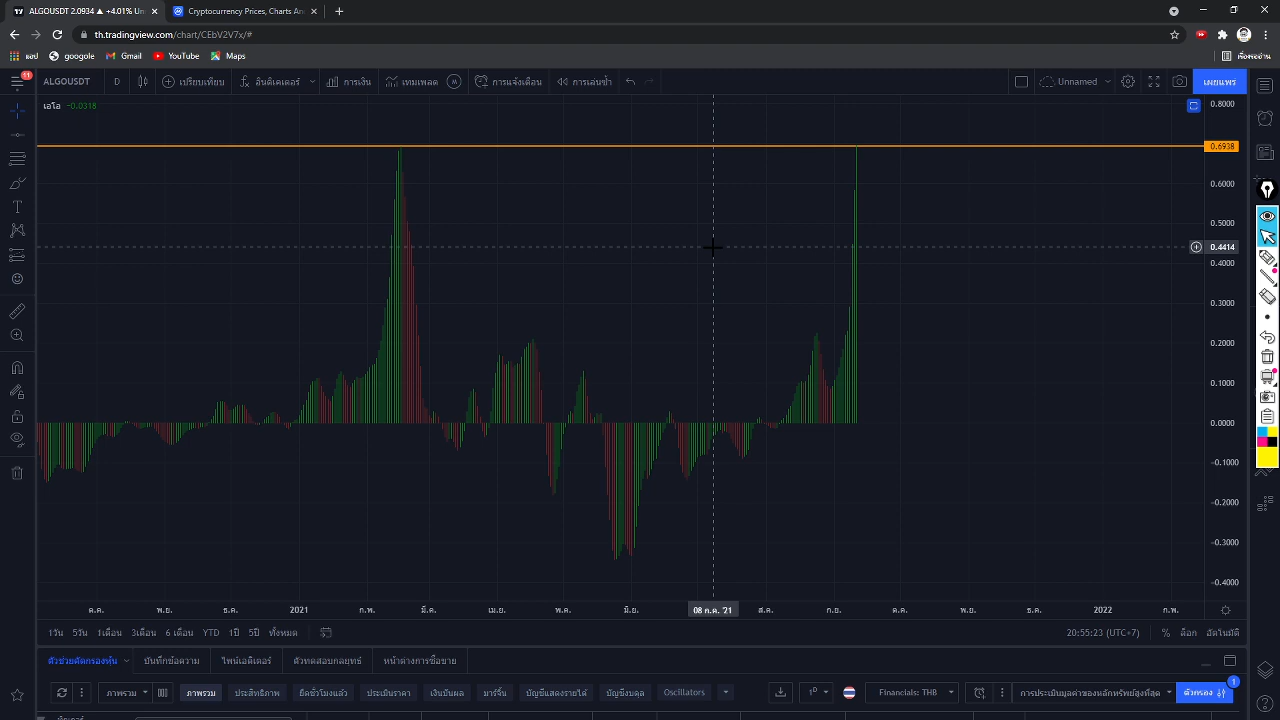 ALGOUSDT 2.0934 ▲ +4.01% Un
Cryptocurrency Prices, Charts An
th.tradingview.com/chart/CEbV2V7x/#
แอป
google
Gmail
YouTube
Maps
11
ALGOUSDT
D
เปรียบเทียบ
อินดิเคเตอร์
การเงิน
เทมเพลต
การแจ้งเตือน
การเล่นซ้ำ
Unnamed
เผยแพร่
เอโอ -0.0318
0.8000
0.6938
0.6000
0.5000
0.4414
0.4000
0.3000
0.2000
0.1000
0.0000
-0.1000
-0.2000
-0.3000
-0.4000
ต.ค. พ.ย. ธ.ค. 2021 ก.พ. มี.ค. เม.ย. พ.ค. มิ.ย. 08 ก.ค. '21 ส.ค. ก.ย. ต.ค. พ.ย. ธ.ค. 2022 ก.พ.
1วัน 5วัน 1เดือน 3เดือน 6 เดือน YTD 1ปี 5ปี ทั้งหมด
20:55:23 (UTC+7) % ล็อก อัตโนมัติ
ตัวช่วยคัดกรองหุ้น บันทึกข้อความ ไพน์เอดิเตอร์ ตัวทดสอบกลยุทธ์ หน้าต่างการซื้อขาย
ภาพรวม ภาพรวม ประสิทธิภาพ ยืดชั่วโมงแล้ว ประเมินราคา เงินปันผล มาร์จิ้น บัญชีแสดงรายได้ บัญชีงบดุล Oscillators
1D Financials: THB การประเมินมูลค่าของหลักทรัพย์สูงที่สุด ตัวกรอง 1